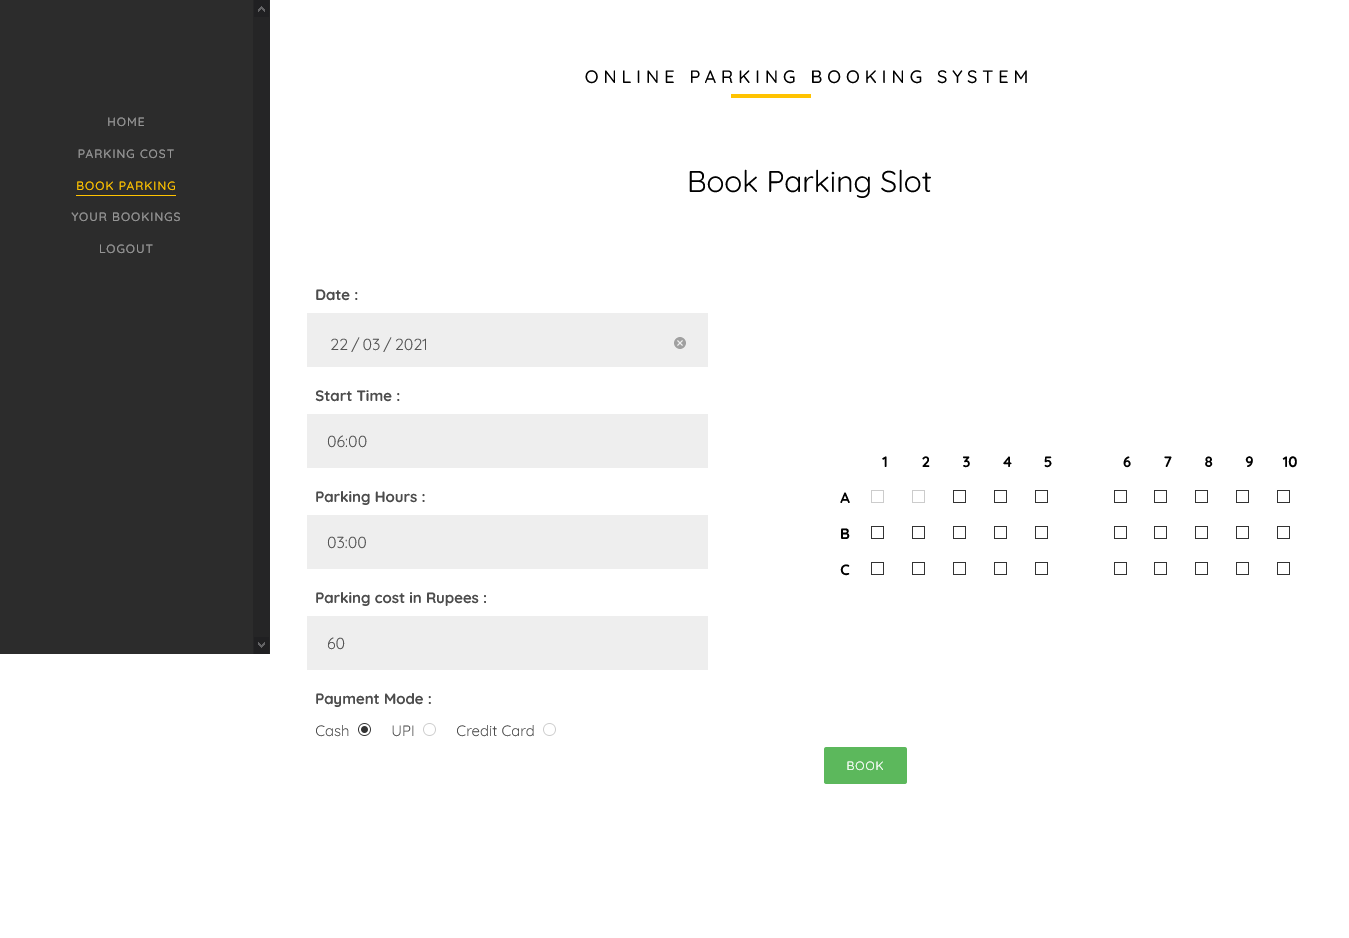 ONLINE PARKING BOOKING SYSTEM
HOME
PARKING COST
BOOK PARKING
YOUR BOOKINGS
LOGOUT
Book Parking Slot
Date :
22 / 03 / 2021
Start Time :
06:00
Parking Hours :
03:00
Parking cost in Rupees :
60
Payment Mode :
Cash UPI Credit Card
1 2 3 4 5 6 7 8 9 10
A
B
C
BOOK